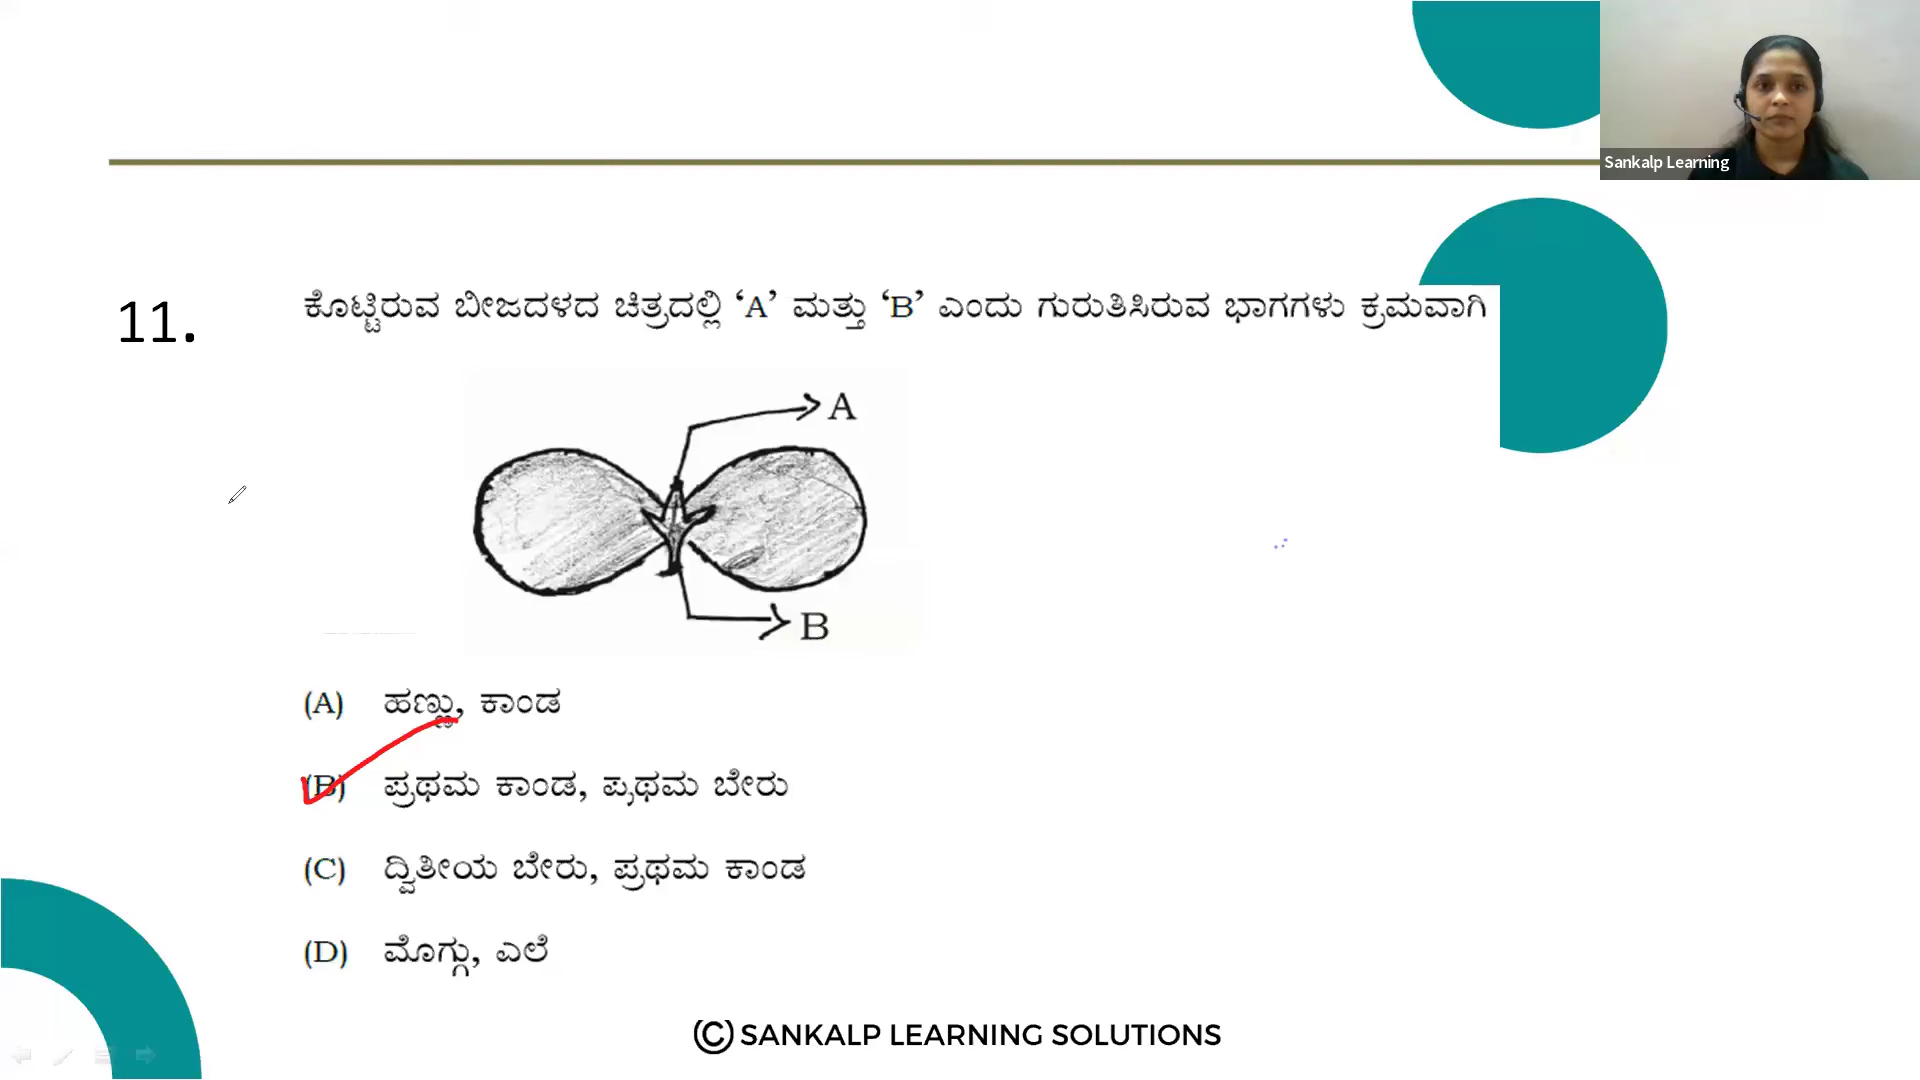 Sankalp Learning
11. ಕೊಟ್ಟಿರುವ ಬೀಜದಳದ ಚಿತ್ರದಲ್ಲಿ ‘A’ ಮತ್ತು ‘B’ ಎಂದು ಗುರುತಿಸಿರುವ ಭಾಗಗಳು ಕ್ರಮವಾಗಿ
A
B
(A) ಹಣ್ಣು, ಕಾಂಡ
(B) ಪ್ರಥಮ ಕಾಂಡ, ಪ್ರಥಮ ಬೇರು
(C) ದ್ವಿತೀಯ ಬೇರು, ಪ್ರಥಮ ಕಾಂಡ
(D) ಮೊಗ್ಗು, ಎಲೆ
© SANKALP LEARNING SOLUTIONS